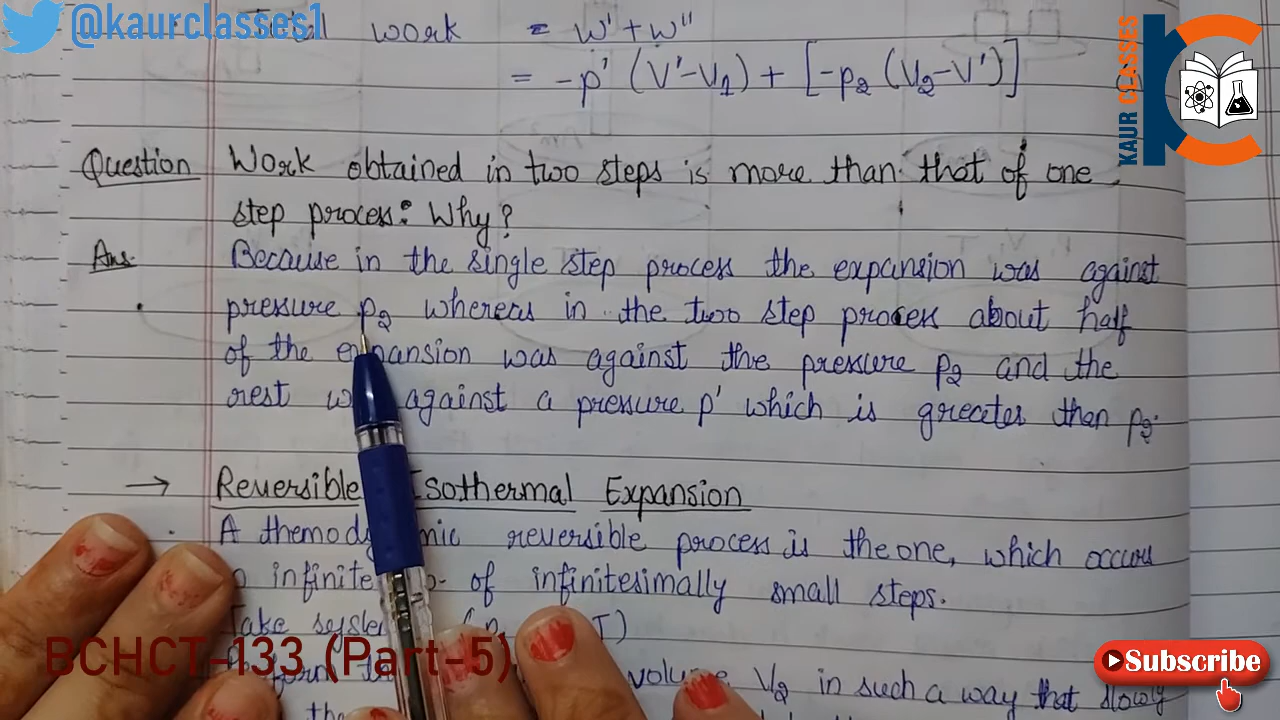 @kaurclasses1
Total work = w' + w"
= -p' (V'-V1) + [-p2 (V2-V')]
KAUR CLASSES
Question Work obtained in two steps is more than that of one
step process? Why?
Ans. Because in the single step process the expansion was against
pressure p2 whereas in the two step process about half
of the expansion was against the pressure p2 and the
rest against a pressure p' which is greater than p2.
→ Reversible Isothermal Expansion
A reversible process is the one, which occurs
infinite of infinitesimally small steps.
Take T)
BCHCT-133 (Part-5)
volume V2 in such a way that slowly
the
Subscribe